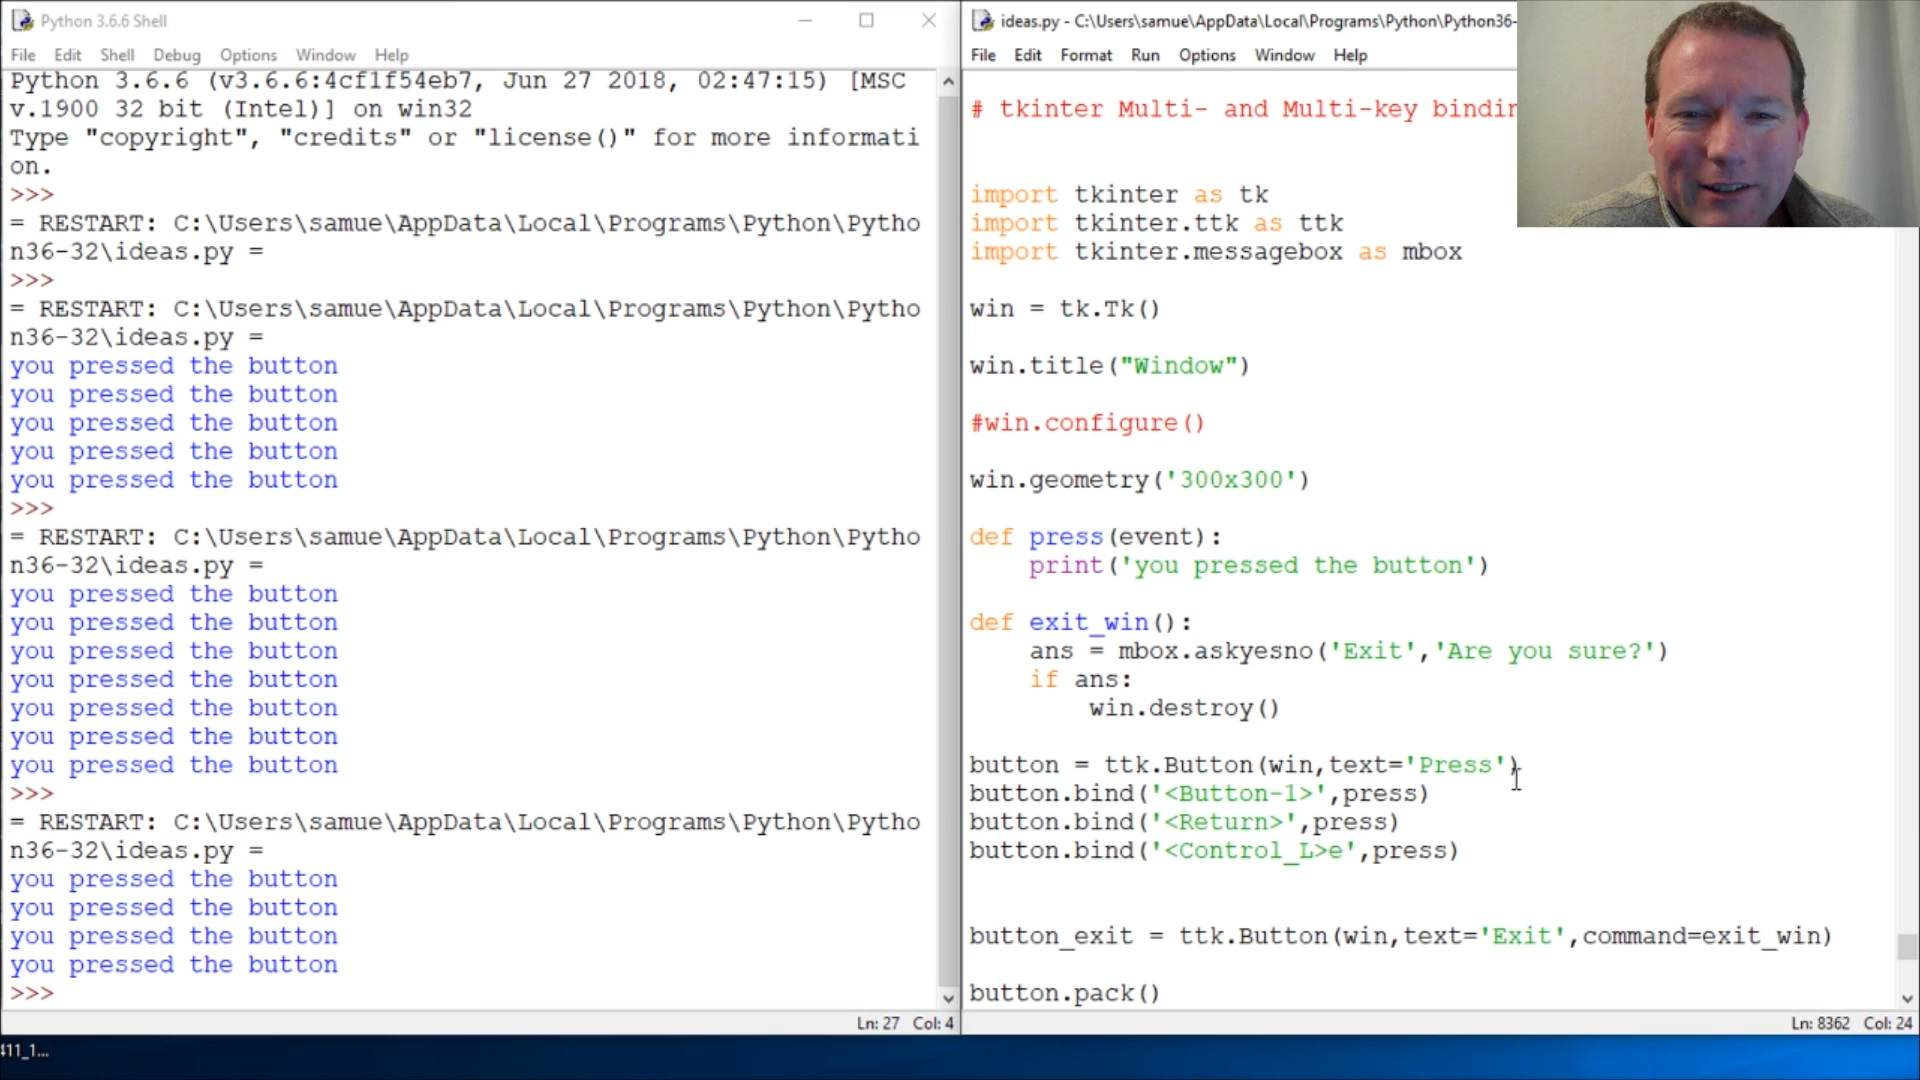 Python 3.6.6 Shell
File Edit Shell Debug Options Window Help
Python 3.6.6 (v3.6.6:4cf1f54eb7, Jun 27 2018, 02:47:15) [MSC
v.1900 32 bit (Intel)] on win32
Type "copyright", "credits" or "license()" for more informati
on.
>>>
= RESTART: C:\Users\samue\AppData\Local\Programs\Python\Pytho
n36-32\ideas.py =
>>>
= RESTART: C:\Users\samue\AppData\Local\Programs\Python\Pytho
n36-32\ideas.py =
you pressed the button
you pressed the button
you pressed the button
you pressed the button
you pressed the button
>>>
= RESTART: C:\Users\samue\AppData\Local\Programs\Python\Pytho
n36-32\ideas.py =
you pressed the button
you pressed the button
you pressed the button
you pressed the button
you pressed the button
you pressed the button
you pressed the button
>>>
= RESTART: C:\Users\samue\AppData\Local\Programs\Python\Pytho
n36-32\ideas.py =
you pressed the button
you pressed the button
you pressed the button
you pressed the button
>>>
Ln: 27 Col: 4
ideas.py - C:\Users\samue\AppData\Local\Programs\Python\Python36-
File Edit Format Run Options Window Help
# tkinter Multi- and Multi-key bindin
import tkinter as tk
import tkinter.ttk as ttk
import tkinter.messagebox as mbox
win = tk.Tk()
win.title("Window")
#win.configure()
win.geometry('300x300')
def press(event):
    print('you pressed the button')
def exit_win():
    ans = mbox.askyesno('Exit','Are you sure?')
    if ans:
        win.destroy()
button = ttk.Button(win,text='Press')
button.bind('<Button-1>',press)
button.bind('<Return>',press)
button.bind('<Control_L>e',press)
button_exit = ttk.Button(win,text='Exit',command=exit_win)
button.pack()
Ln: 8362 Col: 24
411_1...